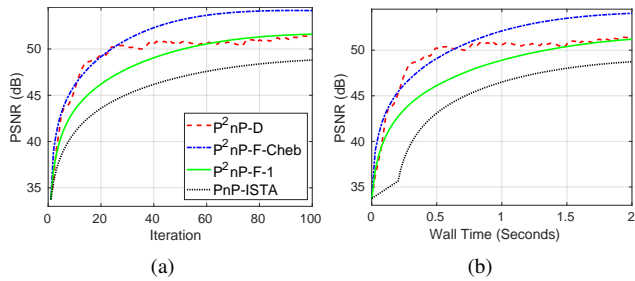 50
45
40
35
PSNR (dB)
0
20
40
60
80
100
Iteration
P²nP-D
P²nP-F-Cheb
P²nP-F-1
PnP-ISTA
(a)
50
45
40
35
PSNR (dB)
0
0.5
1
1.5
2
Wall Time (Seconds)
(b)